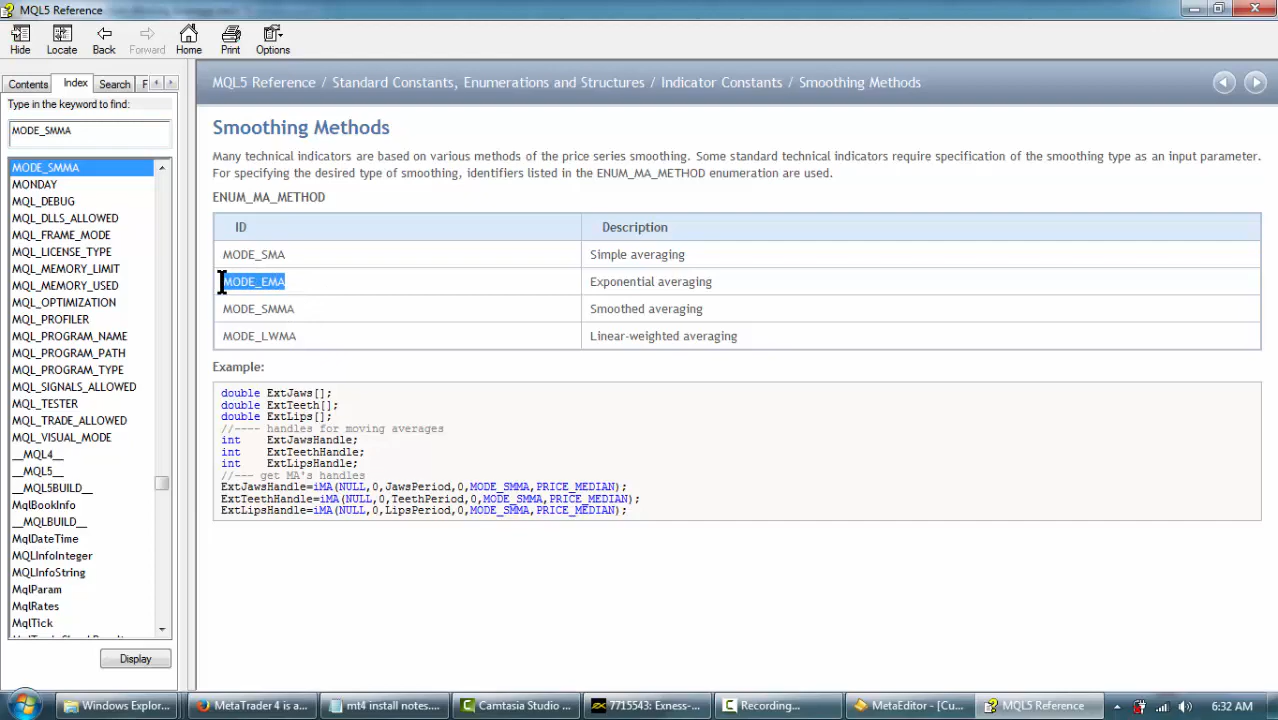 MQL5 Reference
Hide
Locate
Back
Forward
Home
Print
Options
Contents
Index
Search
F
Type in the keyword to find:
MODE_SMMA
MODE_SMMA
MONDAY
MQL_DEBUG
MQL_DLLS_ALLOWED
MQL_FRAME_MODE
MQL_LICENSE_TYPE
MQL_MEMORY_LIMIT
MQL_MEMORY_USED
MQL_OPTIMIZATION
MQL_PROFILER
MQL_PROGRAM_NAME
MQL_PROGRAM_PATH
MQL_PROGRAM_TYPE
MQL_SIGNALS_ALLOWED
MQL_TESTER
MQL_TRADE_ALLOWED
MQL_VISUAL_MODE
__MQL4__
__MQL5__
__MQL5BUILD__
MqlBookInfo
__MQLBUILD__
MqlDateTime
MQLInfoInteger
MQLInfoString
MqlParam
MqlRates
MqlTick
Display
MQL5 Reference / Standard Constants, Enumerations and Structures / Indicator Constants / Smoothing Methods
Smoothing Methods
Many technical indicators are based on various methods of the price series smoothing. Some standard technical indicators require specification of the smoothing type as an input parameter.
For specifying the desired type of smoothing, identifiers listed in the ENUM_MA_METHOD enumeration are used.
ENUM_MA_METHOD
ID Description
MODE_SMA Simple averaging
MODE_EMA Exponential averaging
MODE_SMMA Smoothed averaging
MODE_LWMA Linear-weighted averaging
Example:
double ExtJaws[];
double ExtTeeth[];
double ExtLips[];
//---- handles for moving averages
int    ExtJawsHandle;
int    ExtTeethHandle;
int    ExtLipsHandle;
//--- get MA's handles
ExtJawsHandle=iMA(NULL,0,JawsPeriod,0,MODE_SMMA,PRICE_MEDIAN);
ExtTeethHandle=iMA(NULL,0,TeethPeriod,0,MODE_SMMA,PRICE_MEDIAN);
ExtLipsHandle=iMA(NULL,0,LipsPeriod,0,MODE_SMMA,PRICE_MEDIAN);
Windows Explor...
MetaTrader 4 is a...
mt4 install notes....
Camtasia Studio ...
7715543: Exness-...
Recording...
MetaEditor - [Cu...
MQL5 Reference
6:32 AM